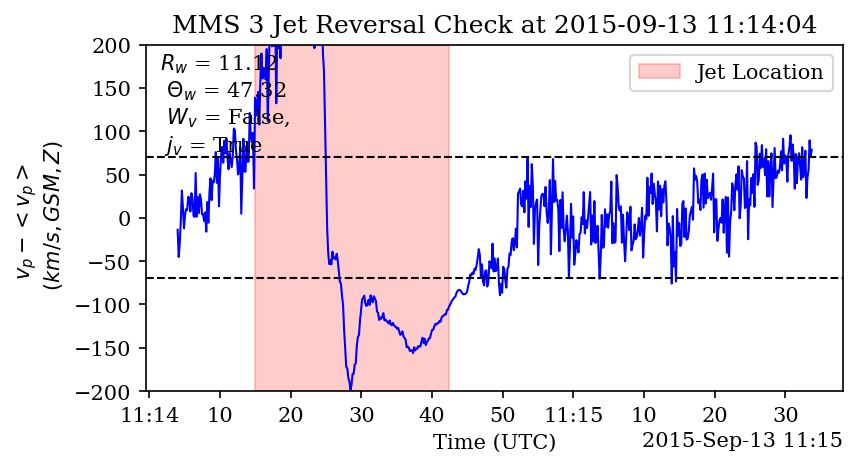 MMS 3 Jet Reversal Check at 2015-09-13 11:14:04
R_w = 11.12
Θ_w = 47.32
W_v = False,
j_v = True
Jet Location
v_p − < v_p >
(km/s, GSM, Z)
200
150
100
50
0
−50
−100
−150
−200
11:14 10 20 30 40 50 11:15 10 20 30
Time (UTC)
2015-Sep-13 11:15